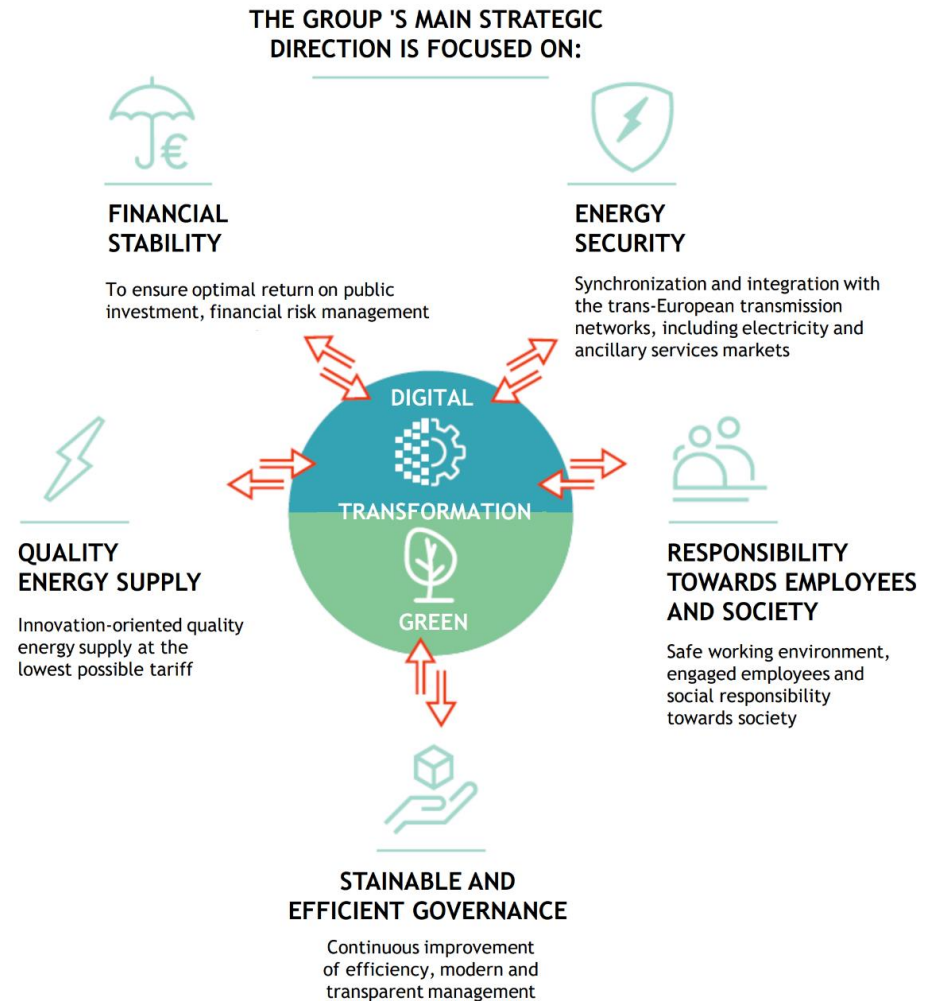 THE GROUP 'S MAIN STRATEGIC
DIRECTION IS FOCUSED ON:
€
FINANCIAL
STABILITY
To ensure optimal return on public
investment, financial risk management
ENERGY
SECURITY
Synchronization and integration with
the trans-European transmission
networks, including electricity and
ancillary services markets
DIGITAL
TRANSFORMATION
GREEN
QUALITY
ENERGY SUPPLY
Innovation-oriented quality
energy supply at the
lowest possible tariff
RESPONSIBILITY
TOWARDS EMPLOYEES
AND SOCIETY
Safe working environment,
engaged employees and
social responsibility
towards society
STAINABLE AND
EFFICIENT GOVERNANCE
Continuous improvement
of efficiency, modern and
transparent management